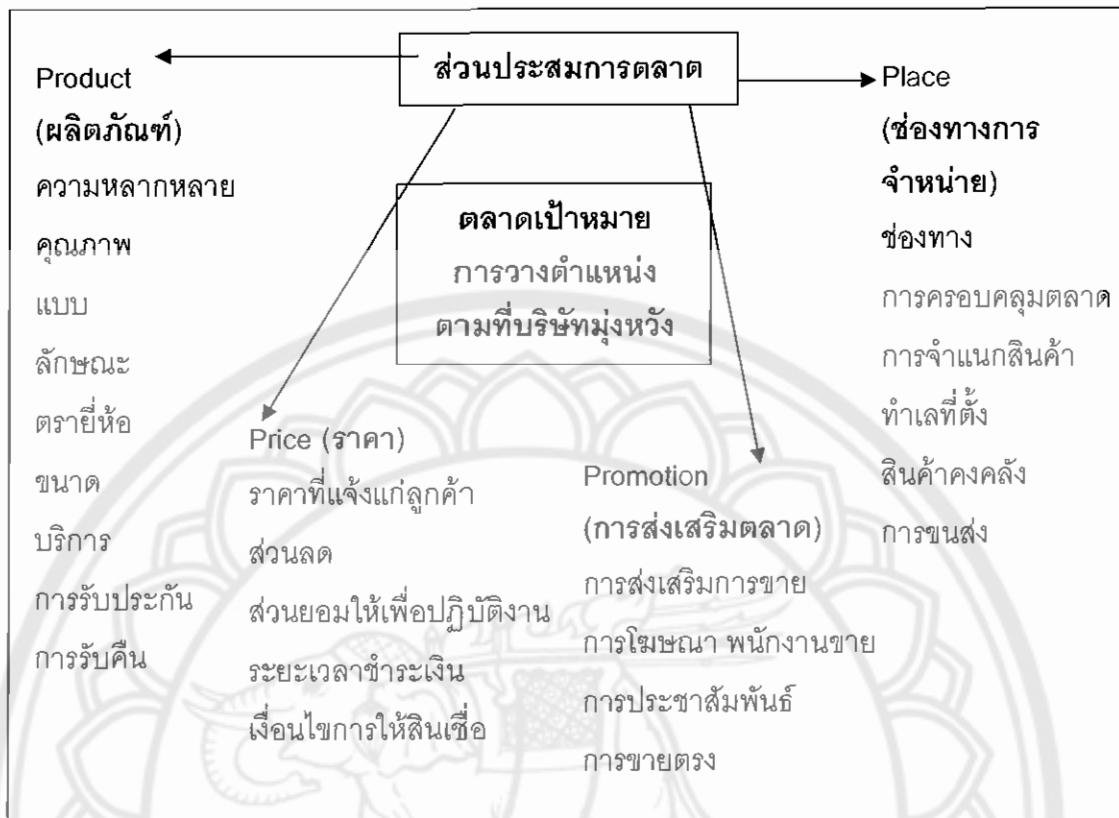 ส่วนประสมการตลาด
Product
(ผลิตภัณฑ์)
ความหลากหลาย
คุณภาพ
แบบ
ลักษณะ
ตรายี่ห้อ
ขนาด
บริการ
การรับประกัน
การรับคืน
ตลาดเป้าหมาย
การวางตำแหน่ง
ตามที่บริษัทมุ่งหวัง
Price (ราคา)
ราคาที่แจ้งแก่ลูกค้า
ส่วนลด
ส่วนยอมให้เพื่อปฏิบัติงาน
ระยะเวลาชำระเงิน
เงื่อนไขการให้สินเชื่อ
Promotion
(การส่งเสริมตลาด)
การส่งเสริมการขาย
การโฆษณา พนักงานขาย
การประชาสัมพันธ์
การขายตรง
Place
(ช่องทางการ
จำหน่าย)
ช่องทาง
การครอบคลุมตลาด
การจำแนกสินค้า
ทำเลที่ตั้ง
สินค้าคงคลัง
การขนส่ง